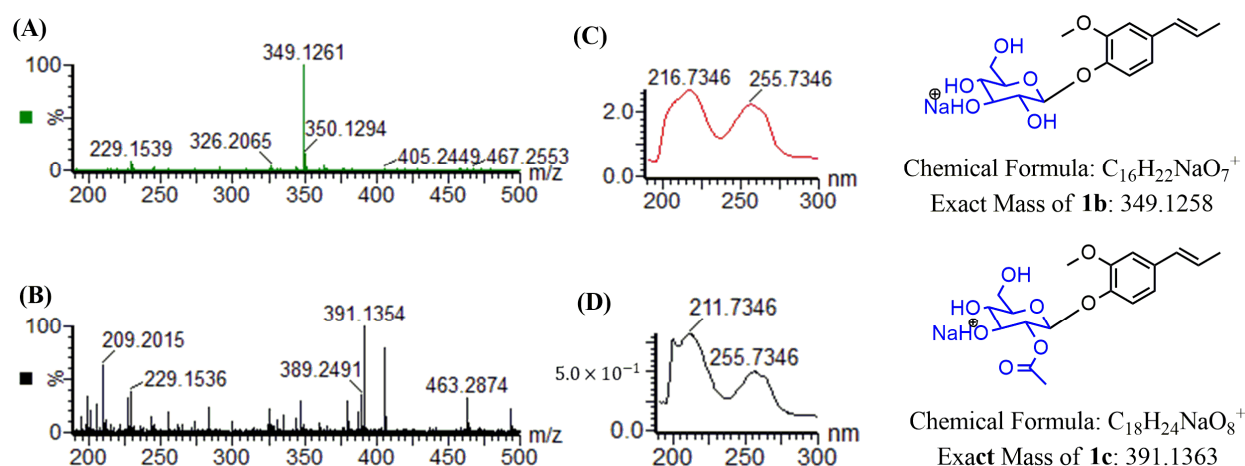 (A)
349.1261
100
%
350.1294
326.2065
229.1539
405.2449
467.2553
0
m/z
200 250 300 350 400 450 500
(C)
216.7346 255.7346
2.0
0.0
nm
200 250 300
OH
O
HO
O
O
NaHO
⊕
OH
Chemical Formula: C₁₆H₂₂NaO₇⁺
Exact Mass of 1b: 349.1258
(B)
391.1354
100
209.2015
%
389.2491
229.1536
463.2874
0
m/z
200 250 300 350 400 450 500
(D)
211.7346
255.7346
5.0 × 10⁻¹
0.0
nm
200 250 300
OH
O
HO
O
O
NaHO
⊕
O
O
Chemical Formula: C₁₈H₂₄NaO₈⁺
Exact Mass of 1c: 391.1363